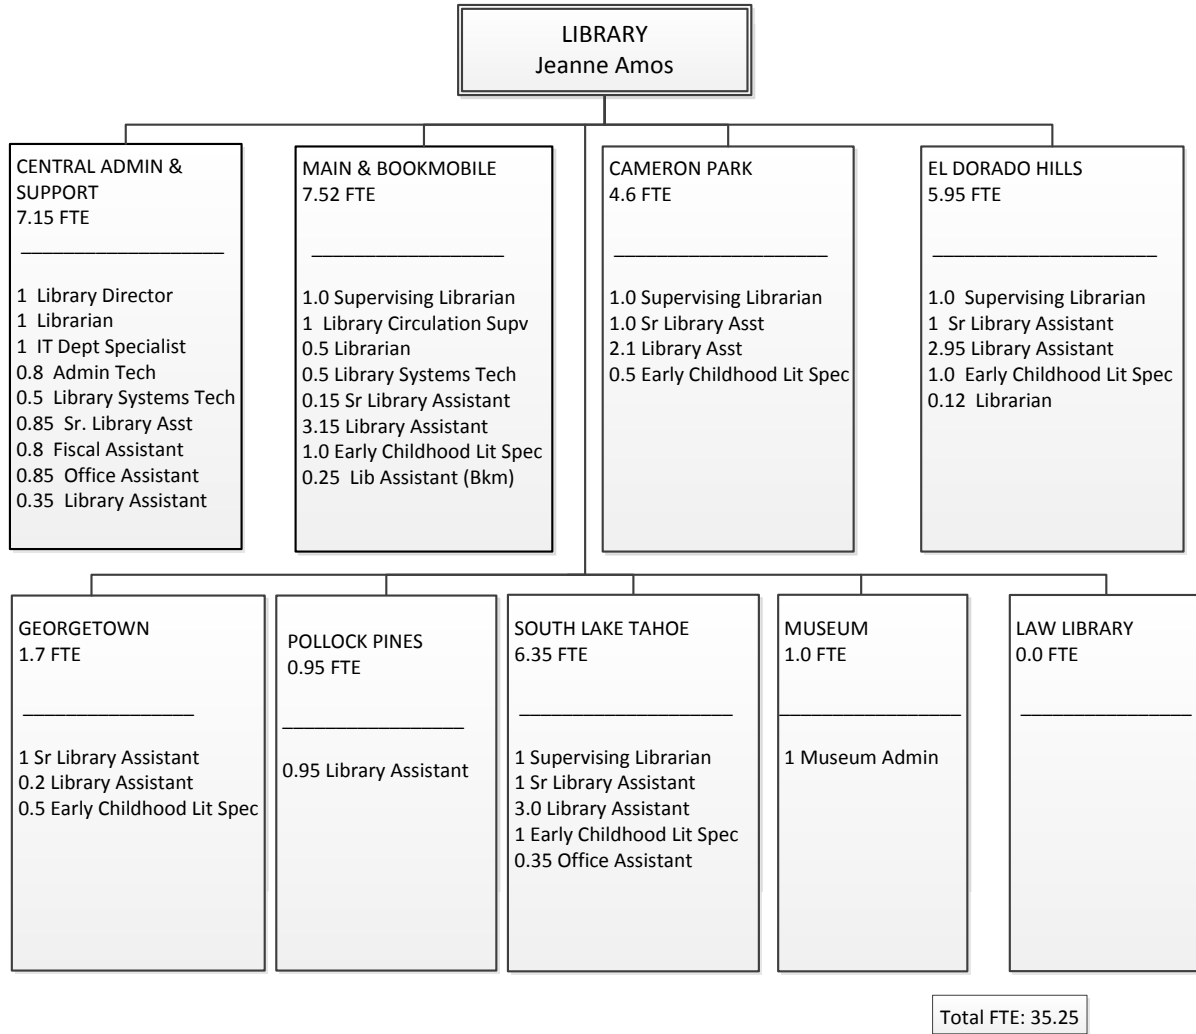 LIBRARY
Jeanne Amos
CENTRAL ADMIN &
SUPPORT
7.15 FTE
1 Library Director
1 Librarian
1 IT Dept Specialist
0.8 Admin Tech
0.5 Library Systems Tech
0.85 Sr. Library Asst
0.8 Fiscal Assistant
0.85 Office Assistant
0.35 Library Assistant
MAIN & BOOKMOBILE
7.52 FTE
1.0 Supervising Librarian
1 Library Circulation Supv
0.5 Librarian
0.5 Library Systems Tech
0.15 Sr Library Assistant
3.15 Library Assistant
1.0 Early Childhood Lit Spec
0.25 Lib Assistant (Bkm)
CAMERON PARK
4.6 FTE
1.0 Supervising Librarian
1.0 Sr Library Asst
2.1 Library Asst
0.5 Early Childhood Lit Spec
EL DORADO HILLS
5.95 FTE
1.0 Supervising Librarian
1 Sr Library Assistant
2.95 Library Assistant
1.0 Early Childhood Lit Spec
0.12 Librarian
GEORGETOWN
1.7 FTE
1 Sr Library Assistant
0.2 Library Assistant
0.5 Early Childhood Lit Spec
POLLOCK PINES
0.95 FTE
0.95 Library Assistant
SOUTH LAKE TAHOE
6.35 FTE
1 Supervising Librarian
1 Sr Library Assistant
3.0 Library Assistant
1 Early Childhood Lit Spec
0.35 Office Assistant
MUSEUM
1.0 FTE
1 Museum Admin
LAW LIBRARY
0.0 FTE
Total FTE: 35.25